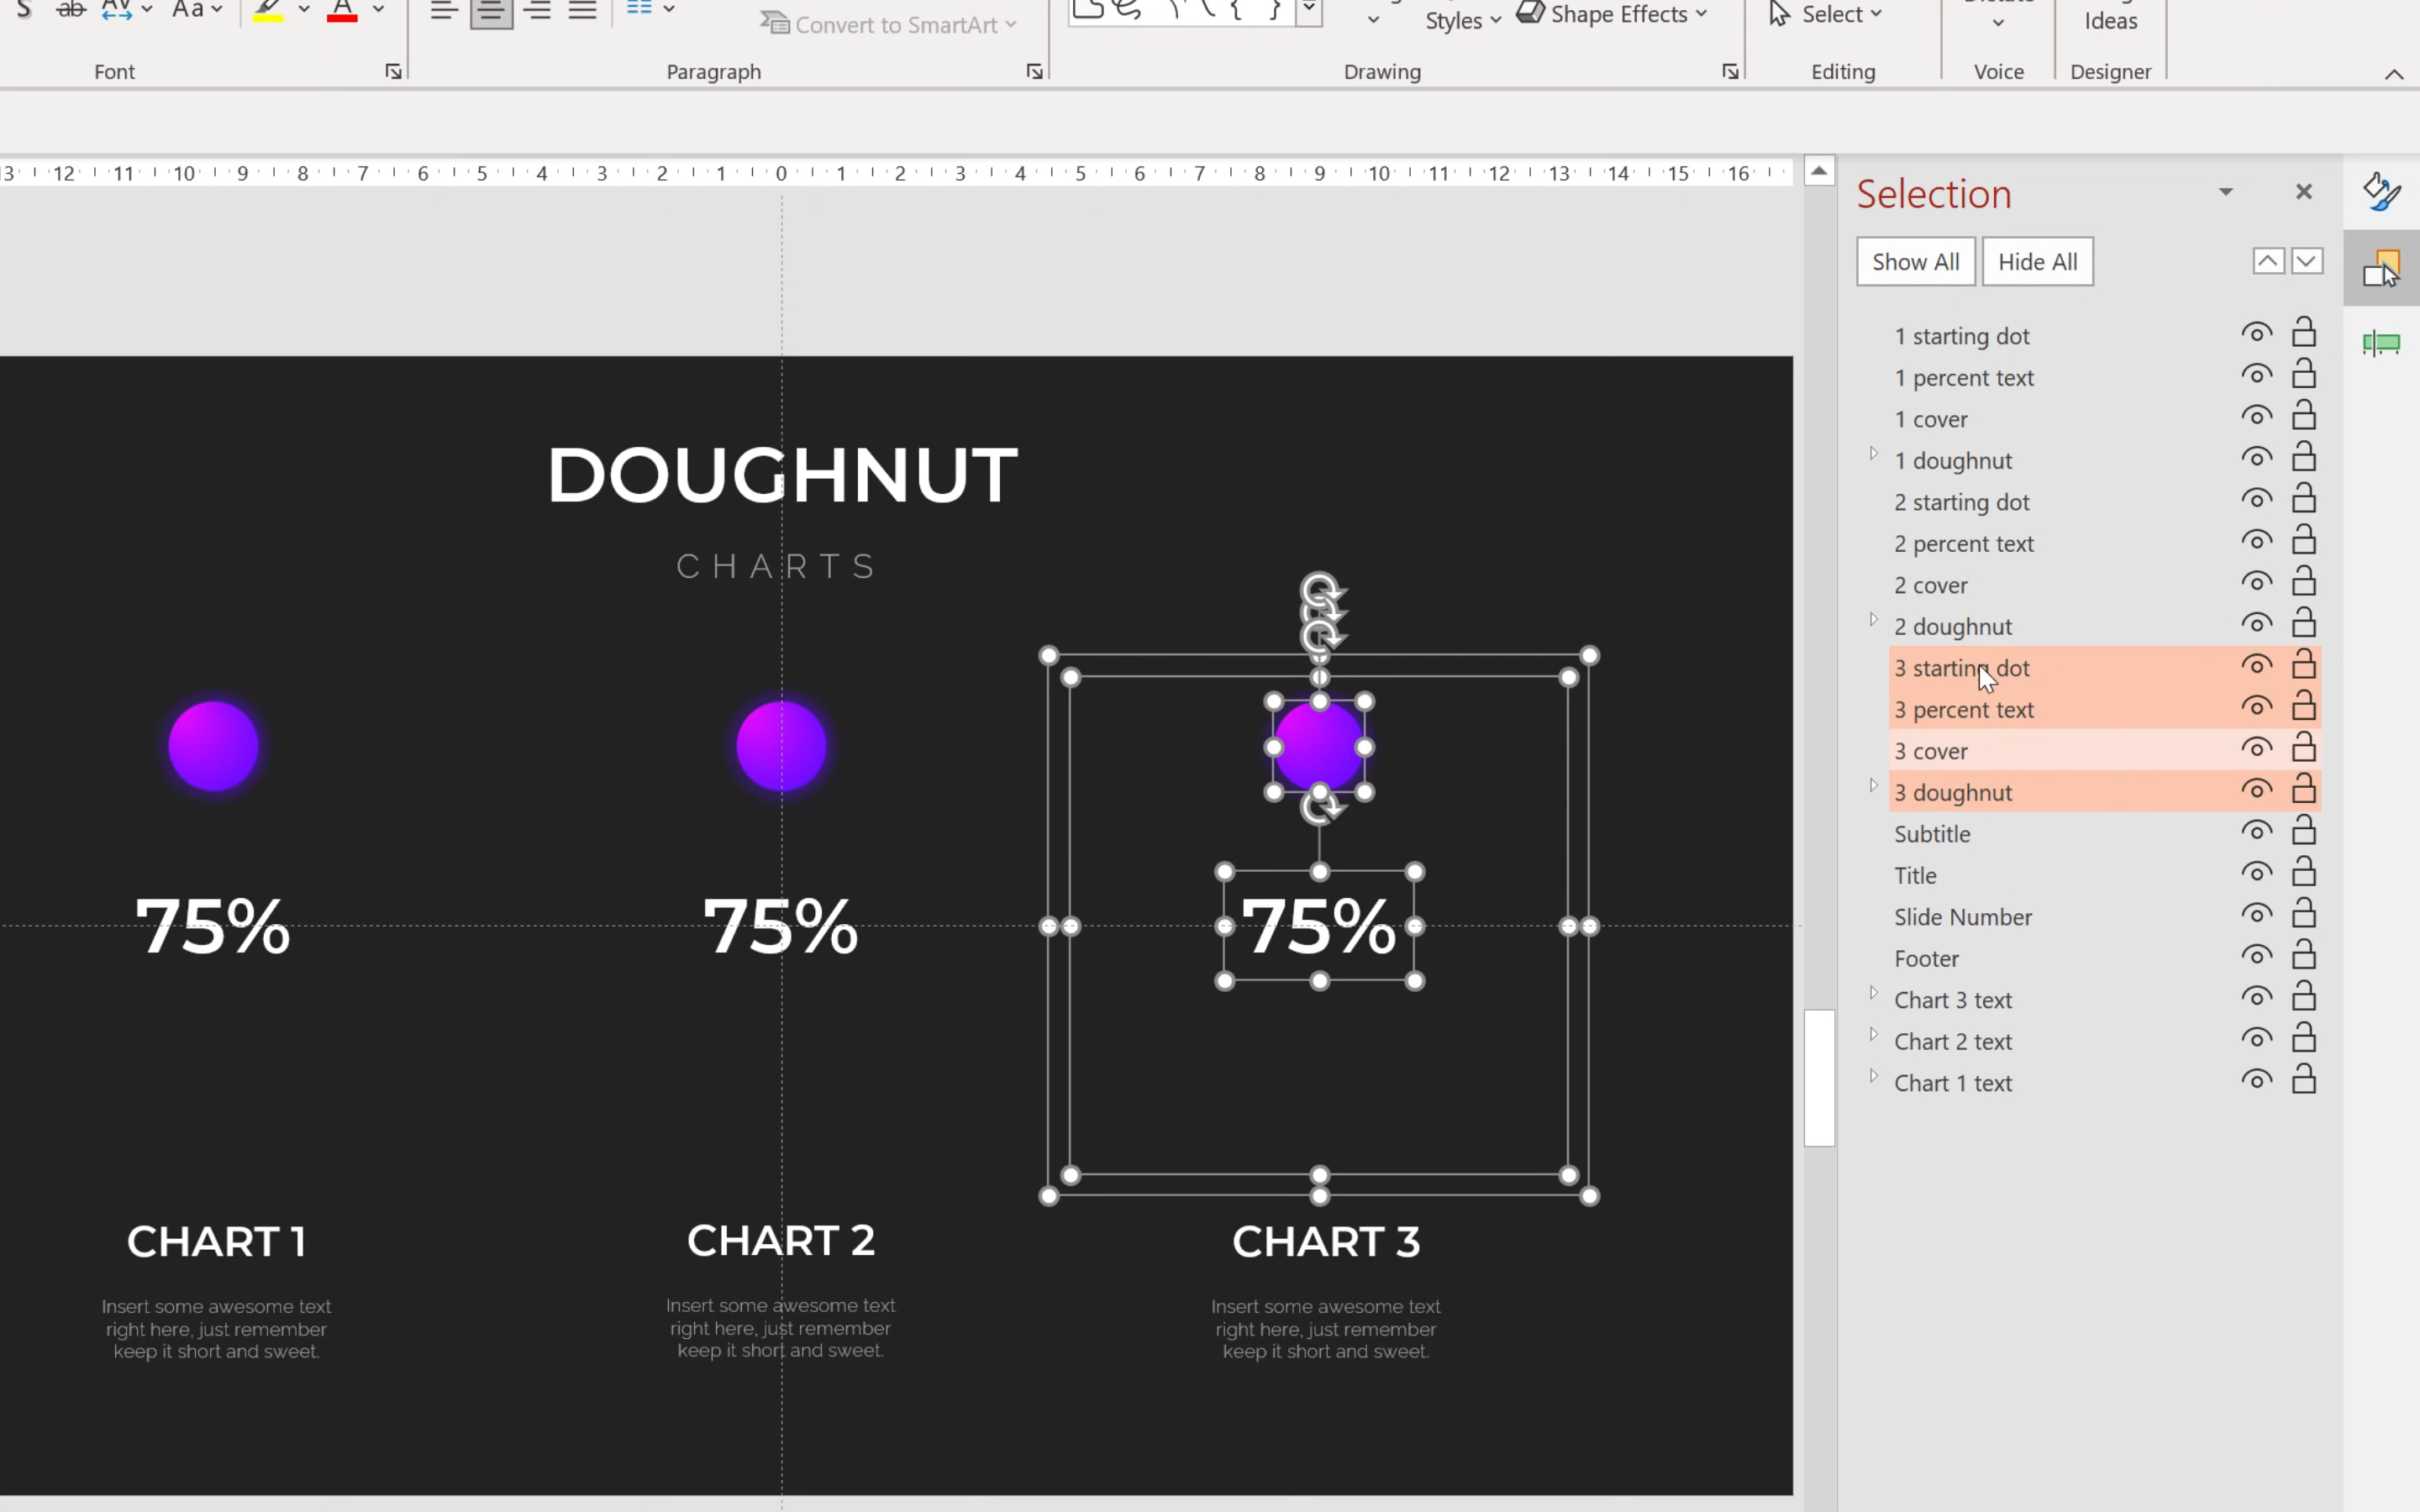 S ab AV Aa A
Convert to SmartArt
Styles
Shape Effects
Select
Ideas
Font
Paragraph
Drawing
Editing
Voice
Designer
13 12 11 10 9 8 7 6 5 4 3 2 1 0 1 2 3 4 5 6 7 8 9 10 11 12 13 14 15 16
Selection
Show All
Hide All
1 starting dot
1 percent text
1 cover
1 doughnut
2 starting dot
2 percent text
2 cover
2 doughnut
3 starting dot
3 percent text
3 cover
3 doughnut
Subtitle
Title
Slide Number
Footer
Chart 3 text
Chart 2 text
Chart 1 text
DOUGHNUT
CHARTS
75%
75%
75%
CHART 1
Insert some awesome text
right here, just remember
keep it short and sweet.
CHART 2
Insert some awesome text
right here, just remember
keep it short and sweet.
CHART 3
Insert some awesome text
right here, just remember
keep it short and sweet.